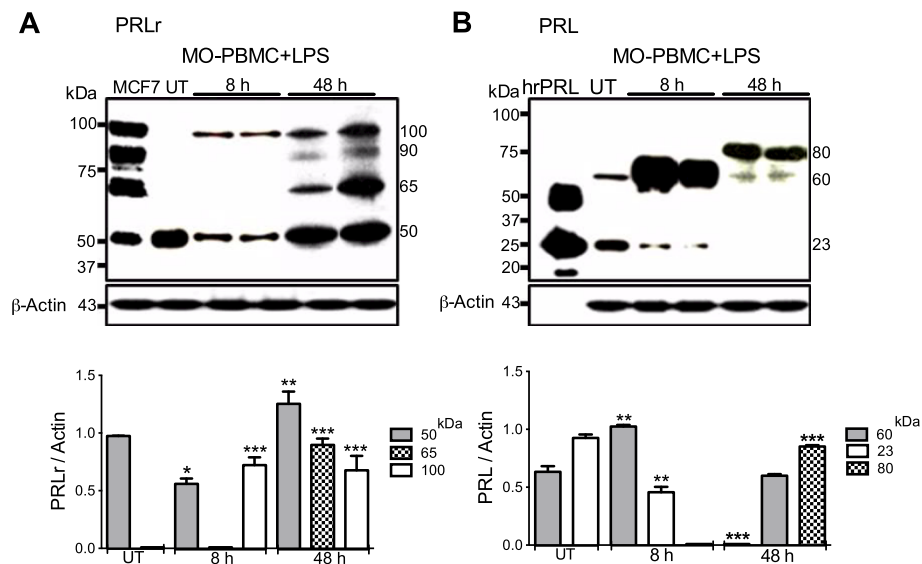 A PRLr
MO-PBMC+LPS
kDa MCF7 UT 8 h 48 h
100 100
90
75
65
50 50
37
β-Actin 43
B PRL
MO-PBMC+LPS
kDa hrPRL UT 8 h 48 h
100
75 80
60
50
37
25 23
20
β-Actin 43
PRLr / Actin
1.5
1.0
0.5
0.0
* *** ** *** ***
UT 8 h 48 h
kDa
50
65
100
PRL / Actin
1.5
1.0
0.5
0.0
** ** *** ***
UT 8 h 48 h
kDa
60
23
80